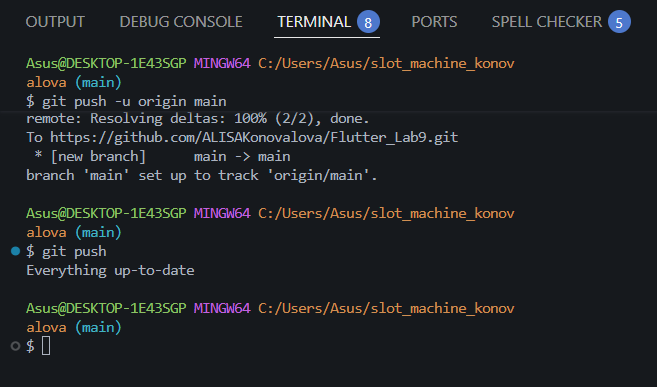 OUTPUT DEBUG CONSOLE TERMINAL 8 PORTS SPELL CHECKER 5
Asus@DESKTOP-1E43SGP MINGW64 C:/Users/Asus/slot_machine_konov
alova (main)
$ git push -u origin main
remote: Resolving deltas: 100% (2/2), done.
To https://github.com/ALISAKonovalova/Flutter_Lab9.git
 * [new branch]      main -> main
branch 'main' set up to track 'origin/main'.
Asus@DESKTOP-1E43SGP MINGW64 C:/Users/Asus/slot_machine_konov
alova (main)
$ git push
Everything up-to-date
Asus@DESKTOP-1E43SGP MINGW64 C:/Users/Asus/slot_machine_konov
alova (main)
$